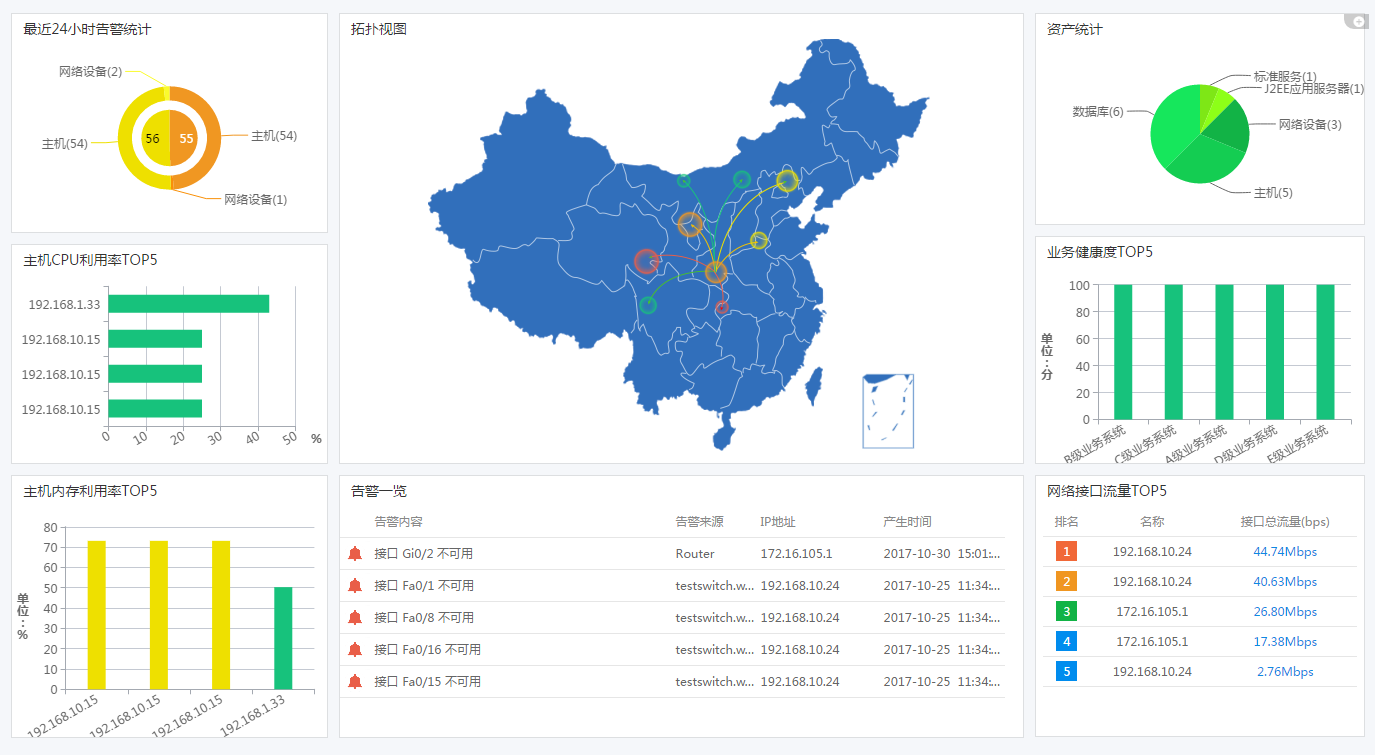 最近24小时告警统计
网络设备(2)
主机(54)
56
55
主机(54)
网络设备(1)
主机CPU利用率TOP5
192.168.1.33
192.168.10.15
192.168.10.15
192.168.10.15
0 10 20 30 40 50 %
主机内存利用率TOP5
80
70
60
50
40
30
20
10
0
单位:%
192.168.10.15 192.168.10.15 192.168.10.15 192.168.1.33
拓扑视图
告警一览
告警内容 告警来源 IP地址 产生时间
接口 Gi0/2 不可用 Router 172.16.105.1 2017-10-30 15:01:...
接口 Fa0/1 不可用 testswitch.w... 192.168.10.24 2017-10-25 11:34:...
接口 Fa0/8 不可用 testswitch.w... 192.168.10.24 2017-10-25 11:34:...
接口 Fa0/16 不可用 testswitch.w... 192.168.10.24 2017-10-25 11:34:...
接口 Fa0/15 不可用 testswitch.w... 192.168.10.24 2017-10-25 11:34:...
资产统计
标准服务(1)
J2EE应用服务器(1)
数据库(6)
网络设备(3)
主机(5)
业务健康度TOP5
100
80
60
40
20
0
单位:分
B级业务系统 C级业务系统 A级业务系统 D级业务系统 E级业务系统
网络接口流量TOP5
排名 名称 接口总流量(bps)
1 192.168.10.24 44.74Mbps
2 192.168.10.24 40.63Mbps
3 172.16.105.1 26.80Mbps
4 172.16.105.1 17.38Mbps
5 192.168.10.24 2.76Mbps